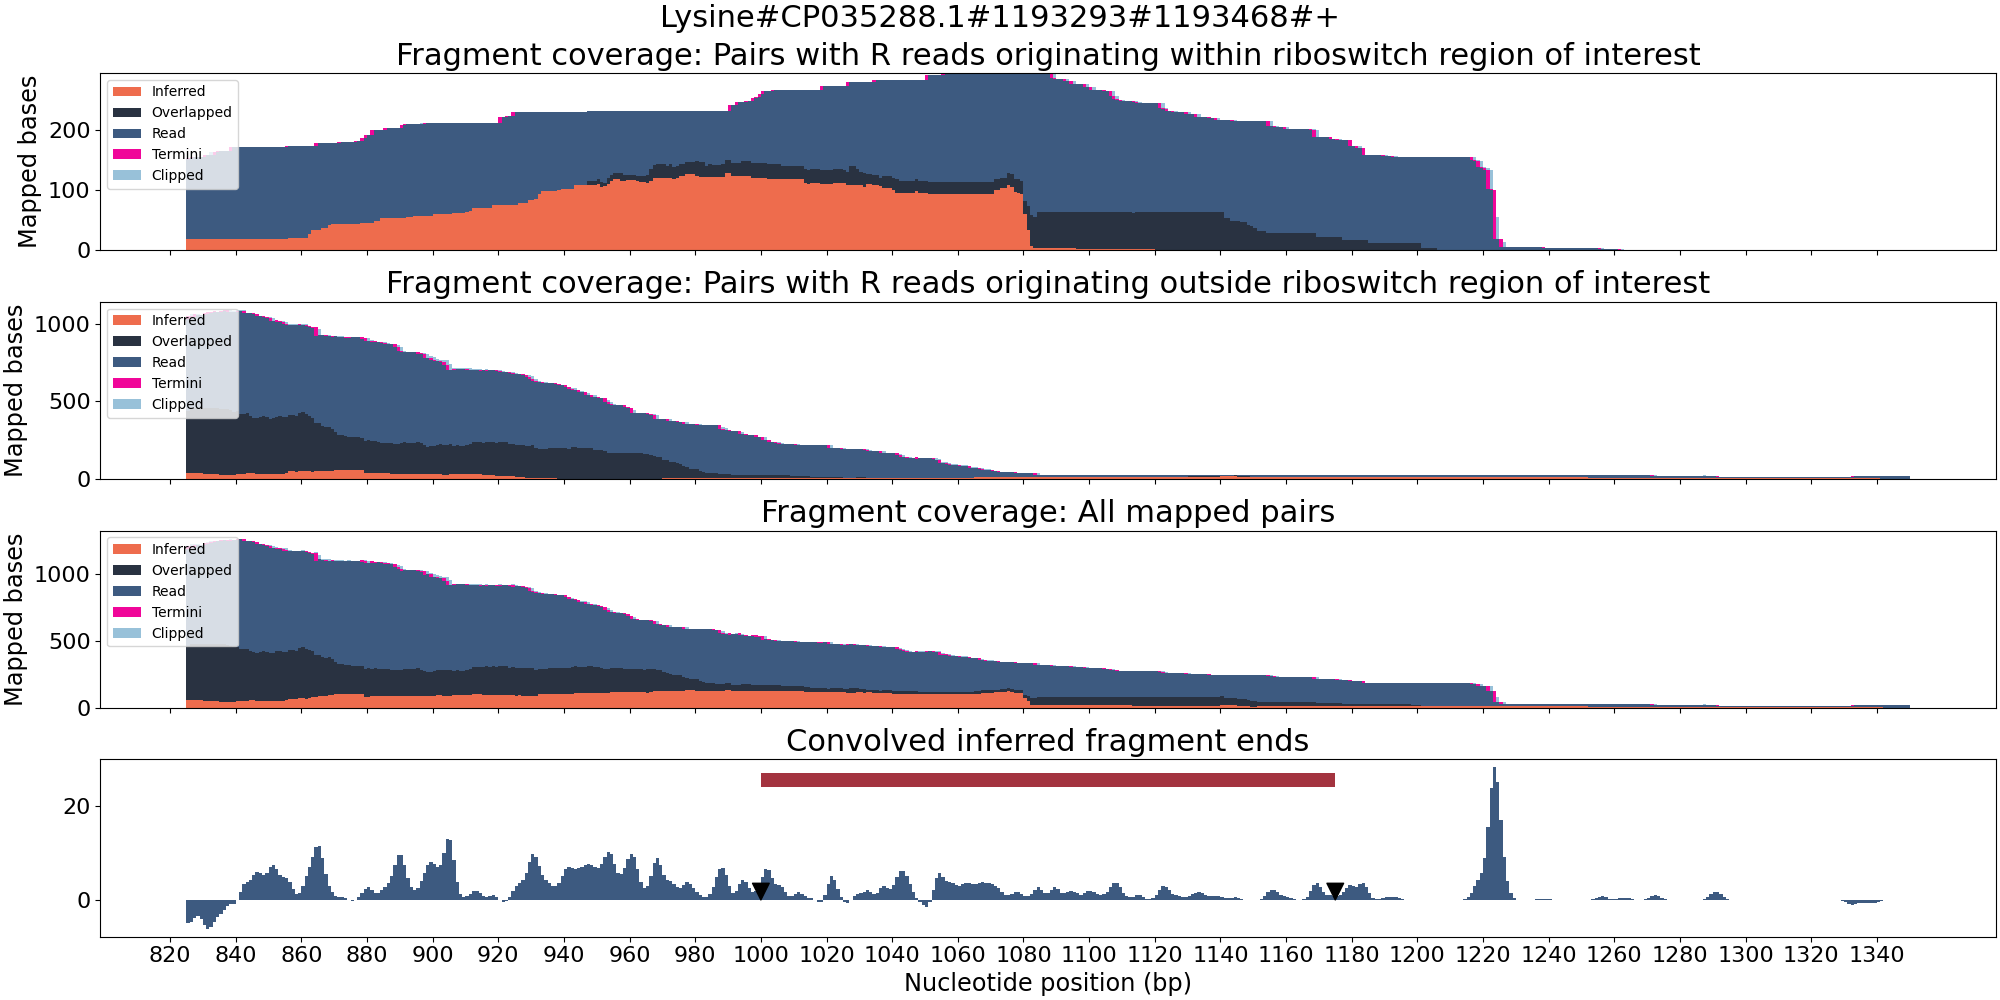 Lysine#CP035288.1#1193293#1193468#+
Fragment coverage: Pairs with R reads originating within riboswitch region of interest
Mapped bases
200
100
0
Inferred
Overlapped
Read
Termini
Clipped
Fragment coverage: Pairs with R reads originating outside riboswitch region of interest
Mapped bases
1000
500
0
Inferred
Overlapped
Read
Termini
Clipped
Fragment coverage: All mapped pairs
Mapped bases
1000
500
0
Inferred
Overlapped
Read
Termini
Clipped
Convolved inferred fragment ends
20
0
820 840 860 880 900 920 940 960 980 1000 1020 1040 1060 1080 1100 1120 1140 1160 1180 1200 1220 1240 1260 1280 1300 1320 1340
Nucleotide position (bp)